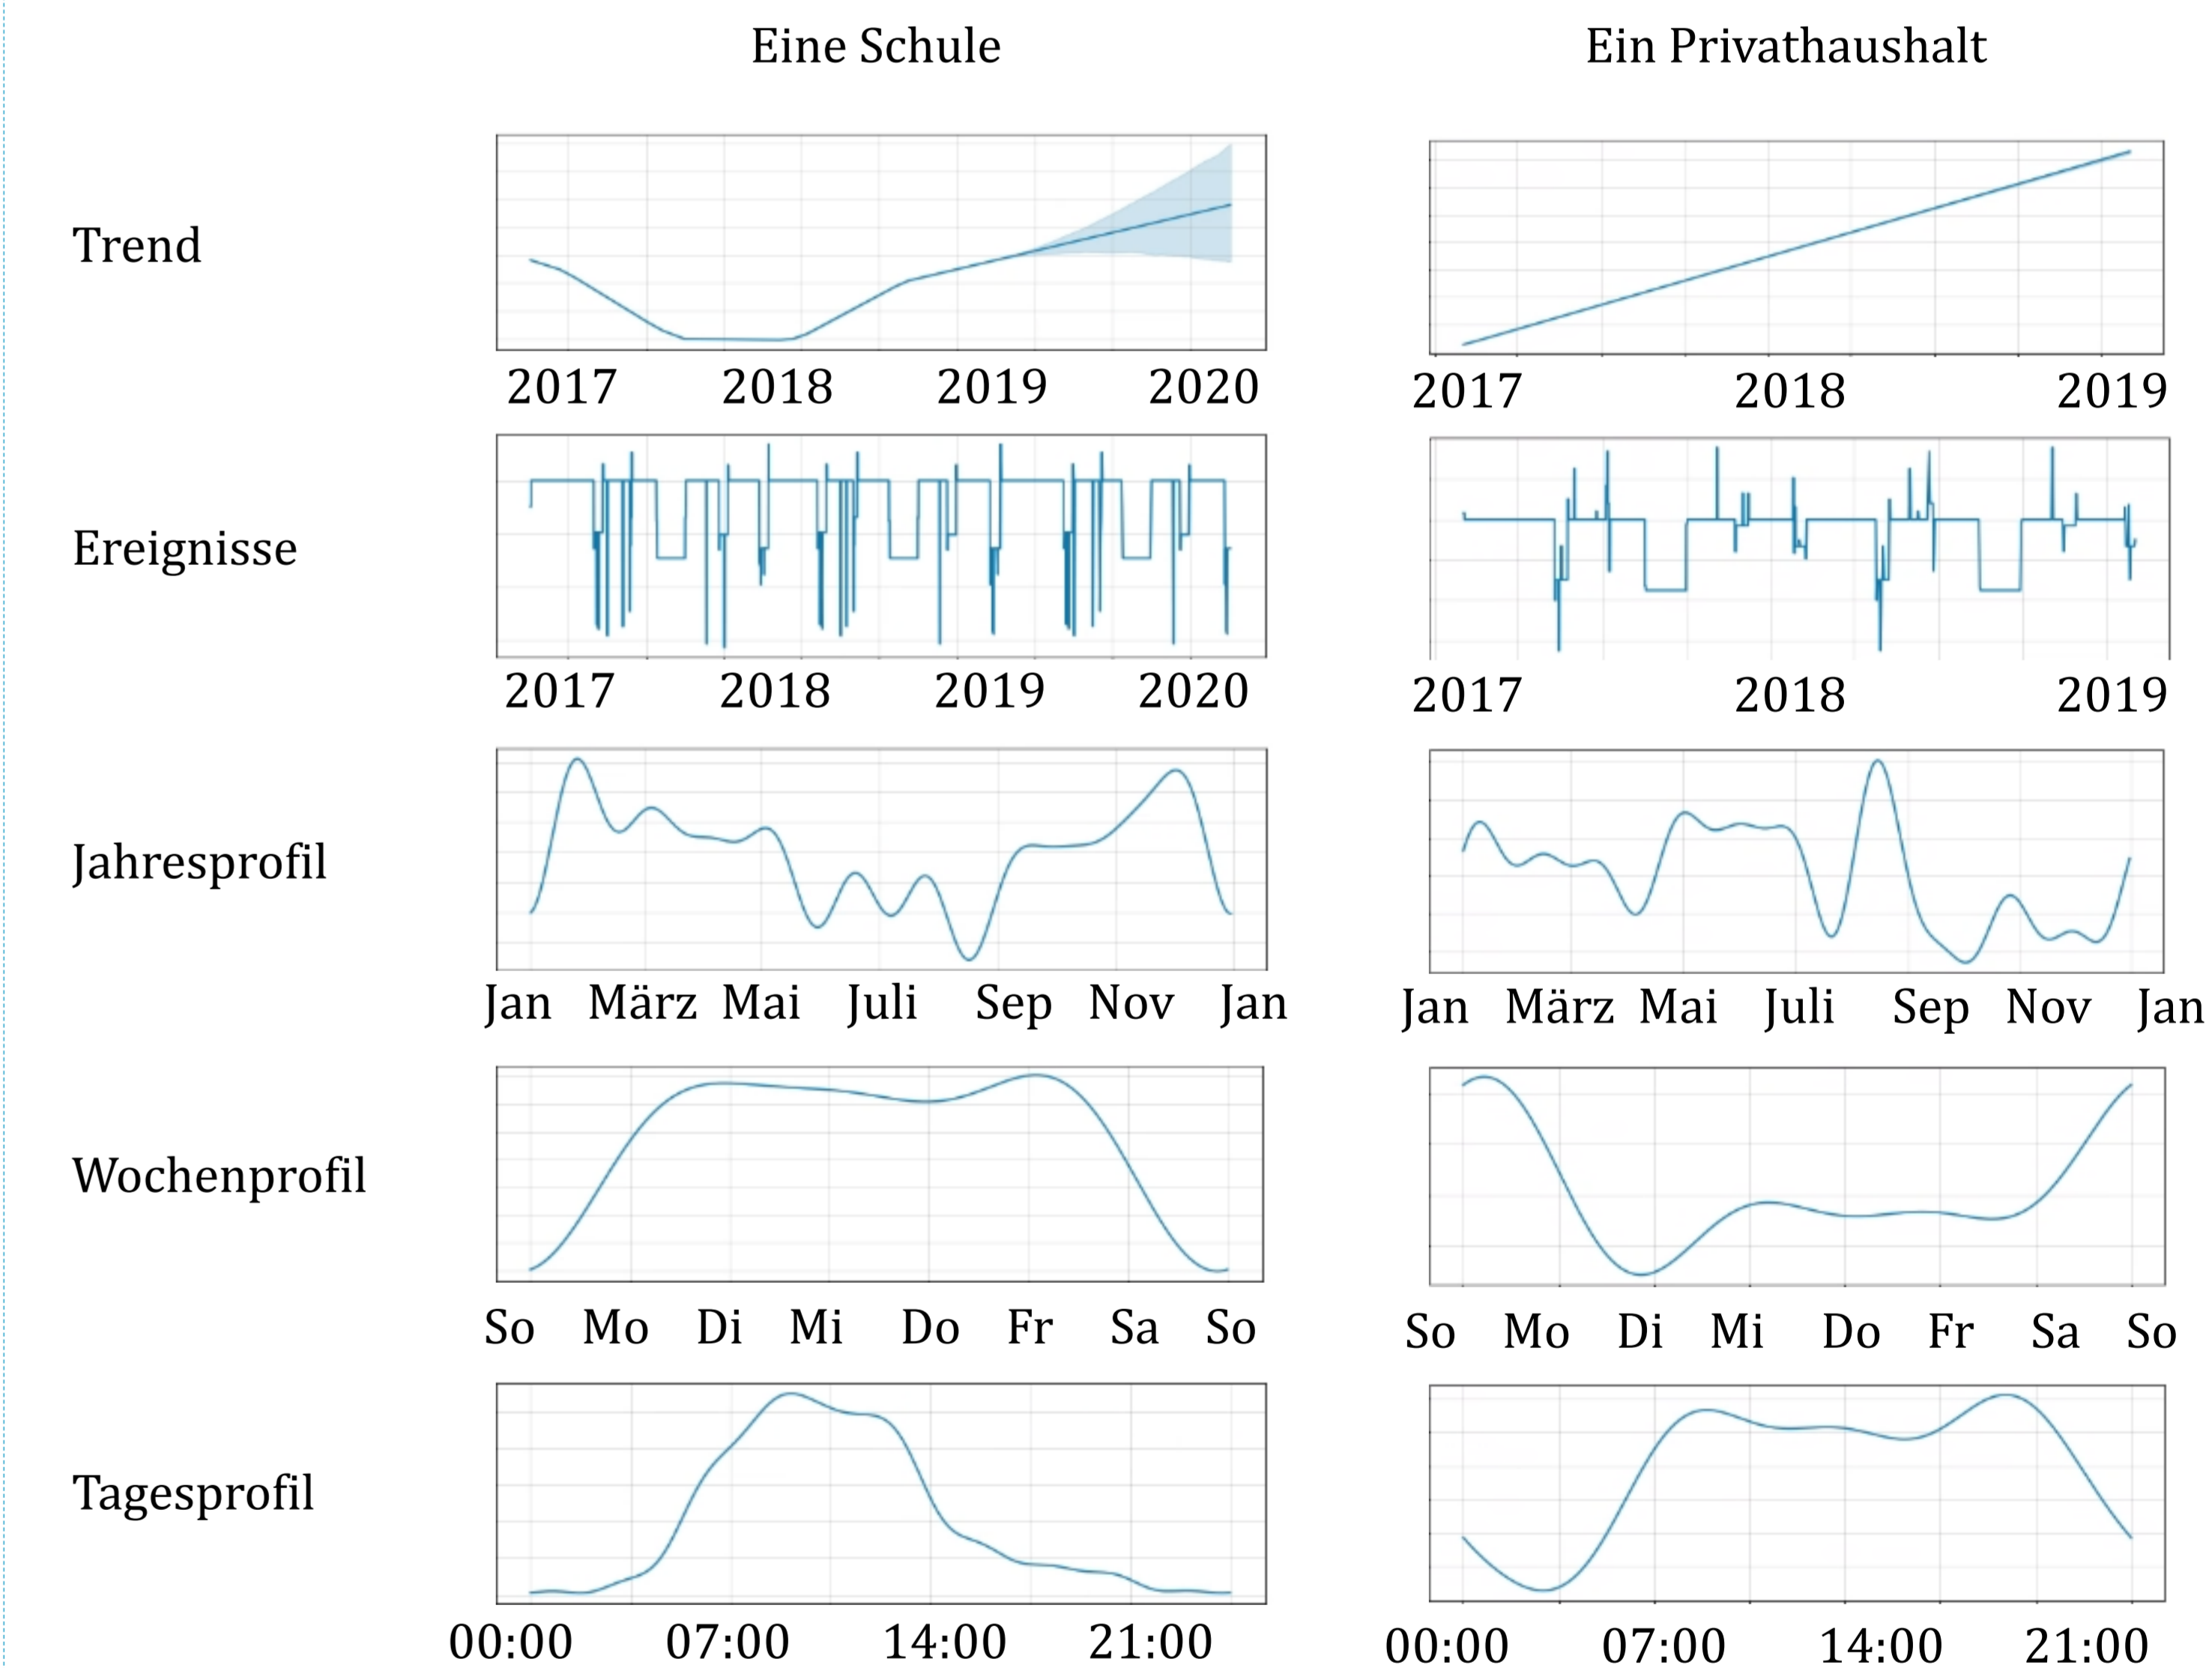 Eine Schule Ein Privathaushalt
Trend
2017 2018 2019 2020 2017 2018 2019
Ereignisse
2017 2018 2019 2020 2017 2018 2019
Jahresprofil
Jan März Mai Juli Sep Nov Jan Jan März Mai Juli Sep Nov Jan
Wochenprofil
So Mo Di Mi Do Fr Sa So So Mo Di Mi Do Fr Sa So
Tagesprofil
00:00 07:00 14:00 21:00 00:00 07:00 14:00 21:00